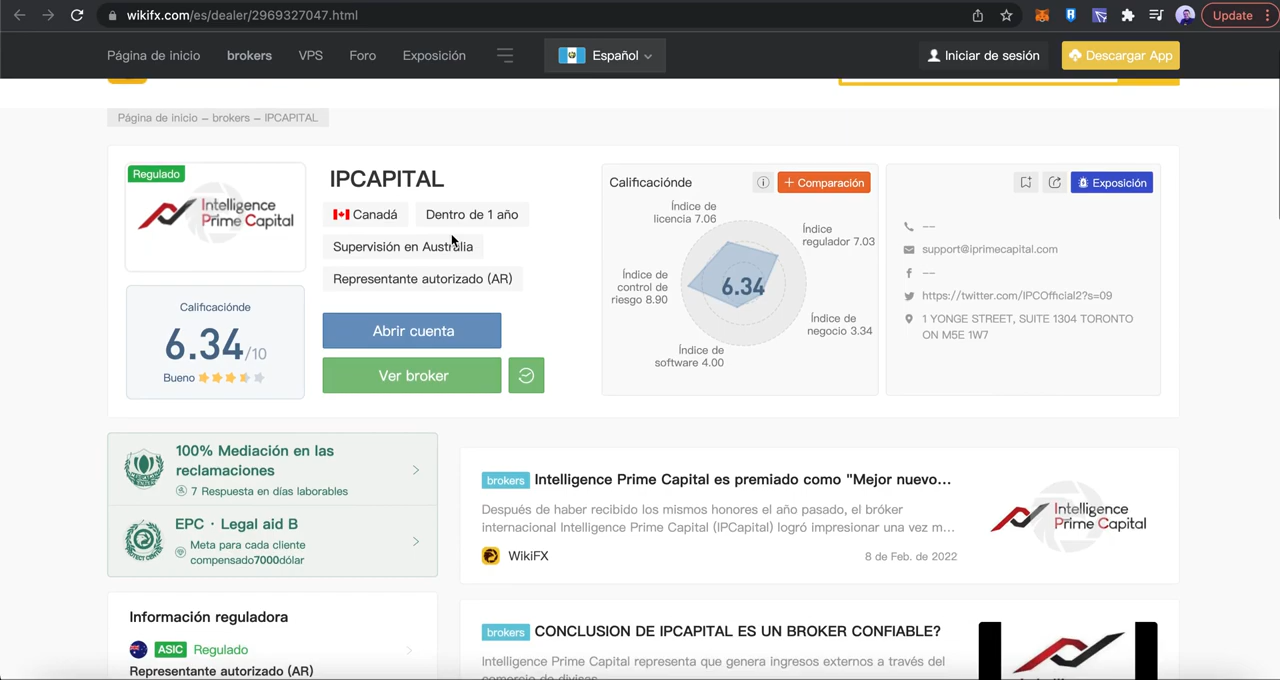 wikifx.com/es/dealer/2969327047.html
Update
Página de inicio
brokers
VPS
Foro
Exposición
Español
Iniciar de sesión
Descargar App
Página de inicio – brokers – IPCAPITAL
Regulado
Intelligence
Prime Capital
Calificaciónde
6.34/10
Bueno
IPCAPITAL
Canadá
Dentro de 1 año
Supervisión en Australia
Representante autorizado (AR)
Abrir cuenta
Ver broker
Calificaciónde
+ Comparación
Índice de
licencia 7.06
Índice
regulador 7.03
Índice de
control de
riesgo 8.90
6.34
Índice de
negocio 3.34
Índice de
software 4.00
Exposición
--
support@iprimecapital.com
--
https://twitter.com/IPCOfficial2?s=09
1 YONGE STREET, SUITE 1304 TORONTO
ON M5E 1W7
100% Mediación en las
reclamaciones
7 Respuesta en días laborables
EPC · Legal aid B
Meta para cada cliente
compensado7000dólar
Información reguladora
ASIC Regulado
Representante autorizado (AR)
brokers Intelligence Prime Capital es premiado como "Mejor nuevo...
Después de haber recibido los mismos honores el año pasado, el bróker
internacional Intelligence Prime Capital (IPCapital) logró impresionar una vez m...
WikiFX
8 de Feb. de 2022
Intelligence
Prime Capital
brokers CONCLUSION DE IPCAPITAL ES UN BROKER CONFIABLE?
Intelligence Prime Capital representa que genera ingresos externos a través del
comercio de divisas